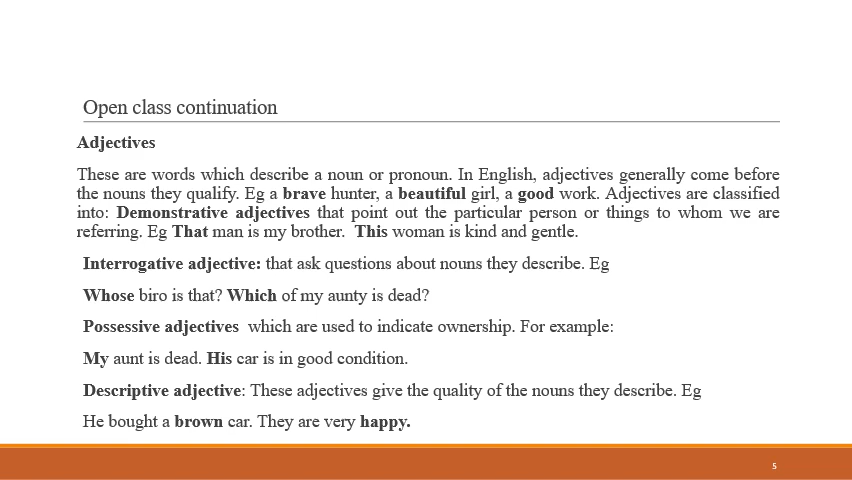 Open class continuation
Adjectives
These are words which describe a noun or pronoun. In English, adjectives generally come before
the nouns they qualify. Eg a brave hunter, a beautiful girl, a good work. Adjectives are classified
into: Demonstrative adjectives that point out the particular person or things to whom we are
referring. Eg That man is my brother. This woman is kind and gentle.
Interrogative adjective: that ask questions about nouns they describe. Eg
Whose biro is that? Which of my aunty is dead?
Possessive adjectives which are used to indicate ownership. For example:
My aunt is dead. His car is in good condition.
Descriptive adjective: These adjectives give the quality of the nouns they describe. Eg
He bought a brown car. They are very happy.
5